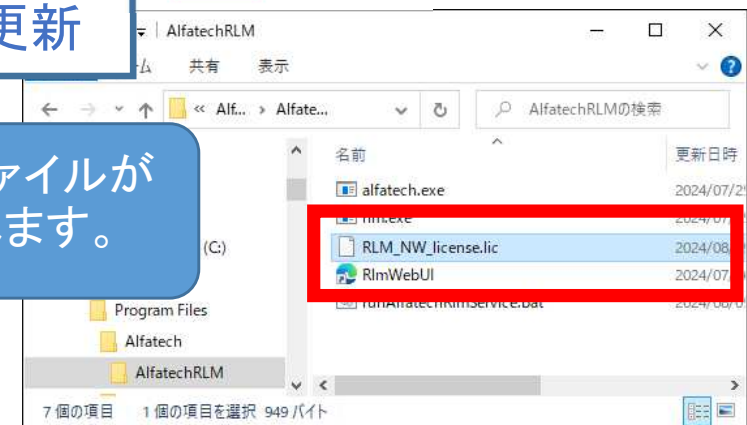 更新
AlfatechRLM
共有 表示
« Alf... › Alfate...
AlfatechRLMの検索
名前 更新日時
ァイルが
ます。
alfatech.exe 2024/07/2
RLM_NW_license.lic 2024/08
RlmWebUI 2024/07
(C:)
Program Files
Alfatech
AlfatechRLM
7 個の項目 1 個の項目を選択 949 バイト